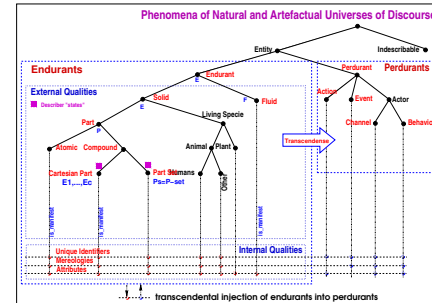 Phenomena of Natural and Artefactual Universes of Discourse
Entity
Indescribable
Endurants
Endurant
Perdurant
Perdurants
E
External Qualities
Describer "states"
Solid
E
F
Fluid
Action
Event
Actor
Part
P
Living Specie
Channel
Behavio
Transcendense
Atomic
Compound
Animal
Plant
Cartesian Part
E1,...,Ec
Part Set
Ps=P-set
Humans
Other
is_manifest
is_manifest
is_manifest
Internal Qualities
Unique Identifiers
Mereologies
Attributes
transcendental injection of endurants into perdurants